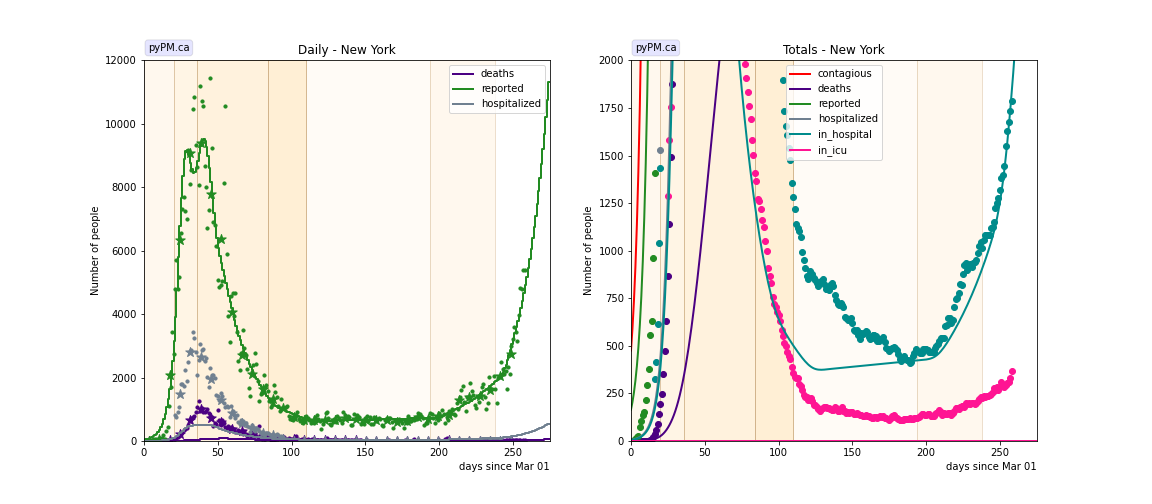 pyPM.ca
Daily - New York
12000
10000
8000
6000
4000
2000
0
Number of people
0
50
100
150
200
250
days since Mar 01
deaths
reported
hospitalized
pyPM.ca
Totals - New York
2000
1750
1500
1250
1000
750
500
250
0
Number of people
0
50
100
150
200
250
days since Mar 01
contagious
deaths
reported
hospitalized
in_hospital
in_icu